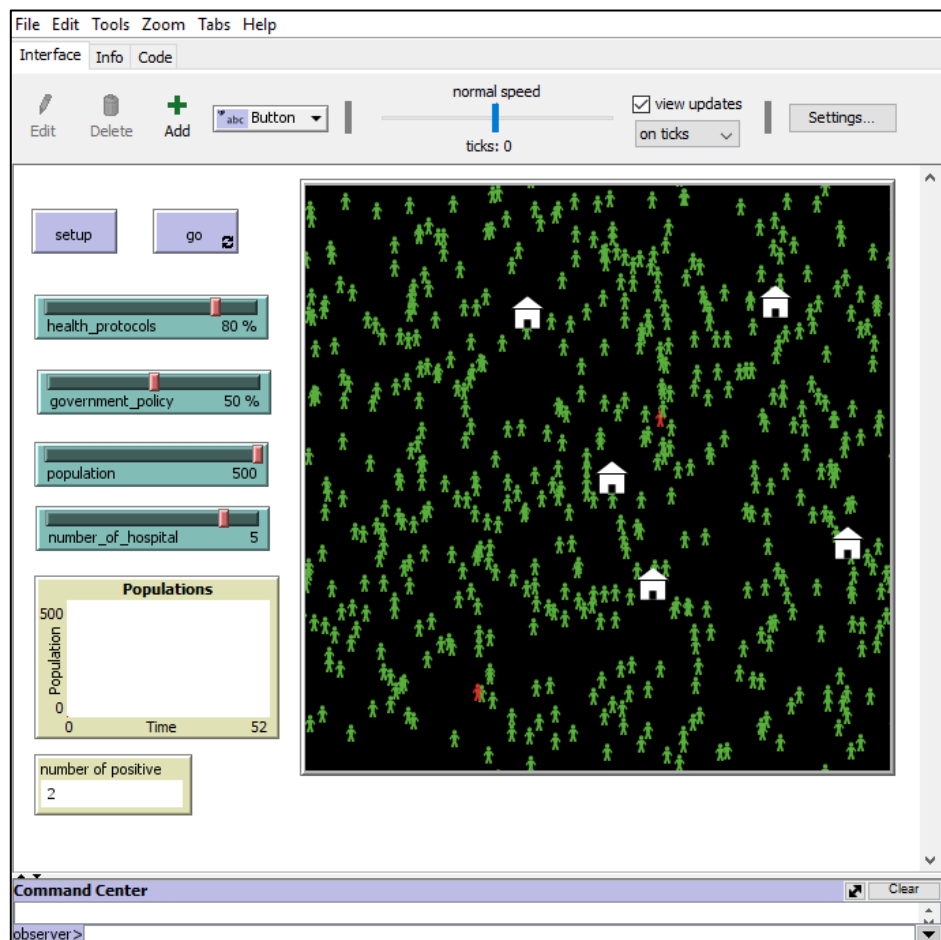 File Edit Tools Zoom Tabs Help
Interface Info Code
Edit Delete Add abc Button normal speed ticks: 0 view updates on ticks Settings...
setup go
health_protocols 80 %
government_policy 50 %
population 500
number_of_hospital 5
Populations
500
Population
0
0 Time 52
number of positive
2
Command Center Clear
observer>